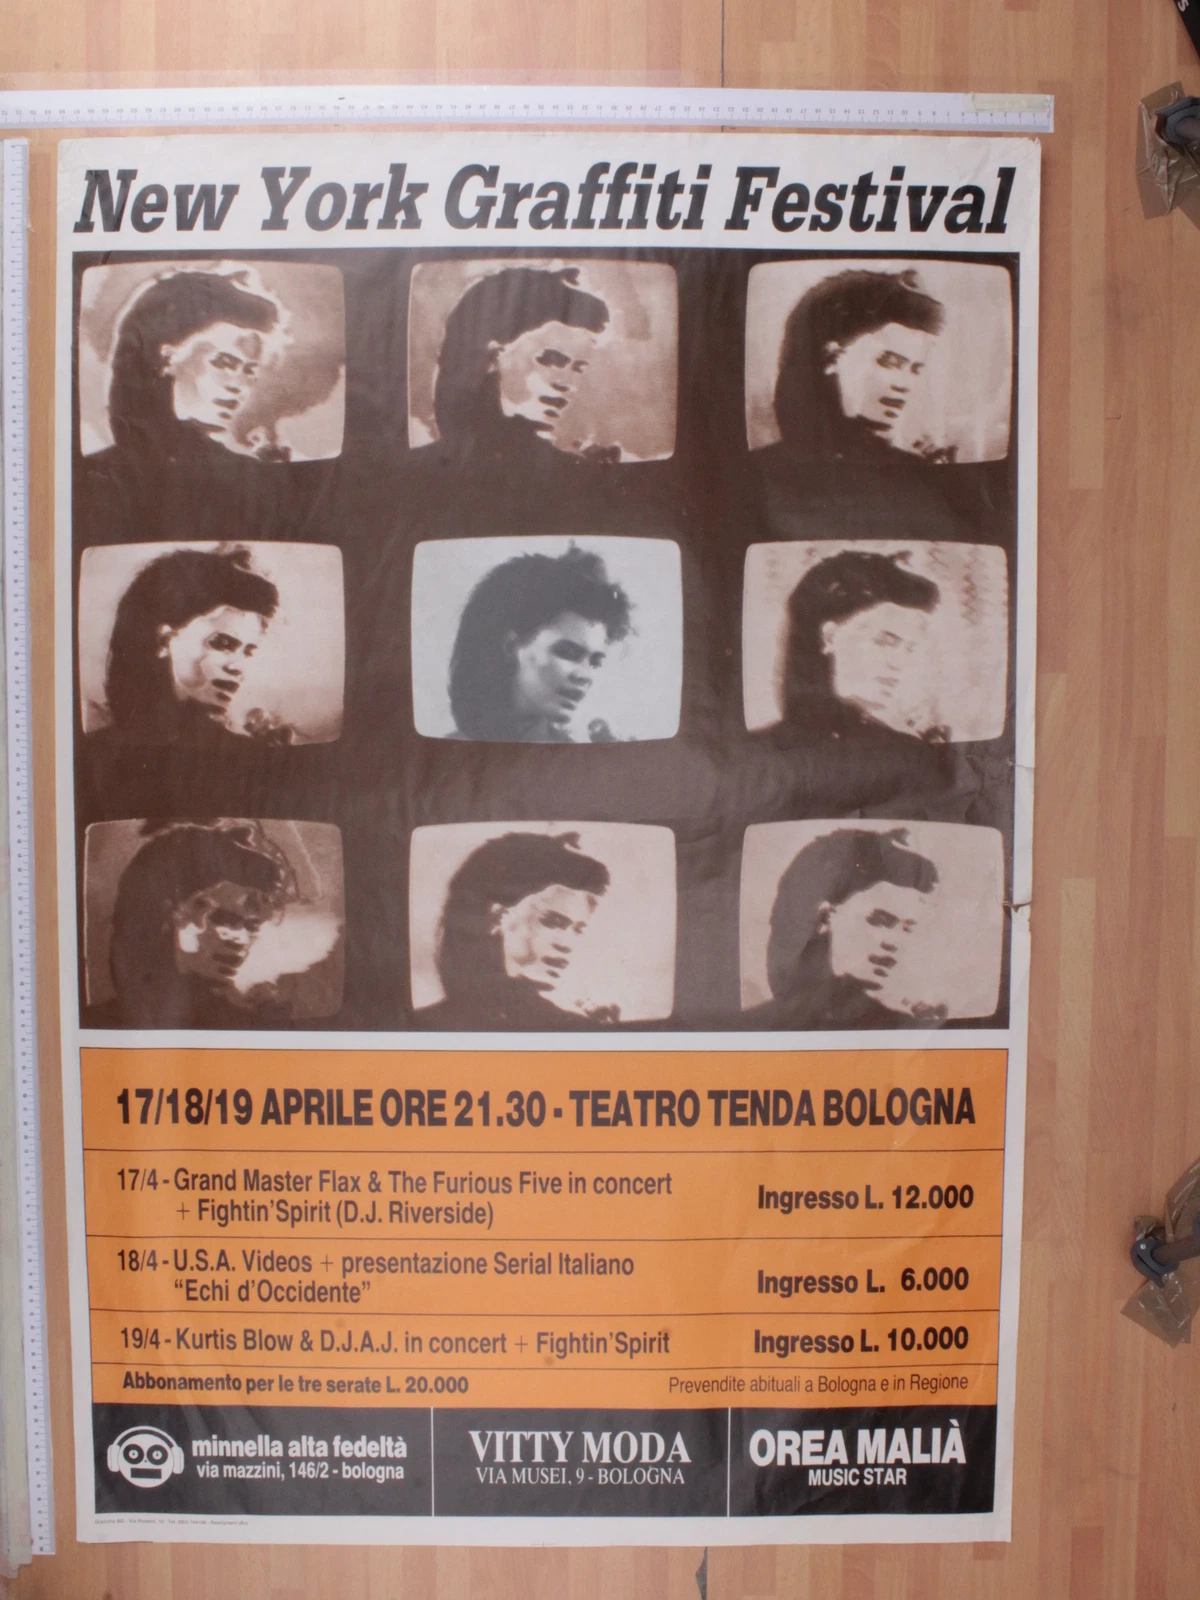 New York Graffiti Festival
17/18/19 APRILE ORE 21.30 - TEATRO TENDA BOLOGNA
17/4 - Grand Master Flax & The Furious Five in concert
+ Fightin'Spirit (D.J. Riverside)
Ingresso L. 12.000
18/4 - U.S.A. Videos + presentazione Serial Italiano
"Echi d'Occidente"
Ingresso L. 6.000
19/4 - Kurtis Blow & D.J.A.J. in concert + Fightin'Spirit
Ingresso L. 10.000
Abbonamento per le tre serate L. 20.000
Prevendite abituali a Bologna e in Regione
minnella alta fedeltà
via mazzini, 146/2 - bologna
VITTY MODA
VIA MUSEI, 9 - BOLOGNA
OREA MALIÀ
MUSIC STAR